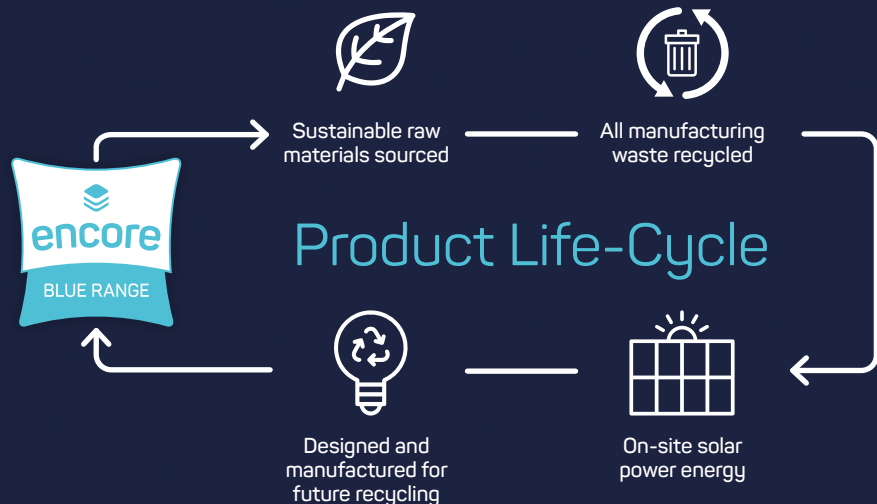 Sustainable raw
materials sourced
All manufacturing
waste recycled
encore
BLUE RANGE
Product Life-Cycle
Designed and
manufactured for
future recycling
On-site solar
power energy